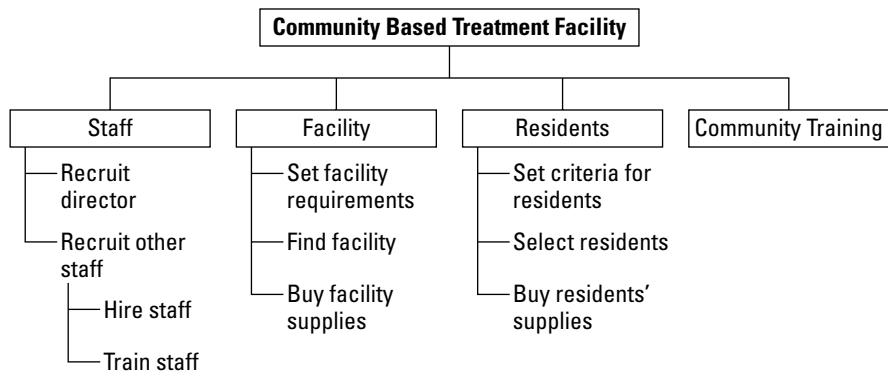 Community Based Treatment Facility
Staff
Facility
Residents
Community Training
Recruit
director
Recruit other
staff
Hire staff
Train staff
Set facility
requirements
Find facility
Buy facility
supplies
Set criteria for
residents
Select residents
Buy residents’
supplies